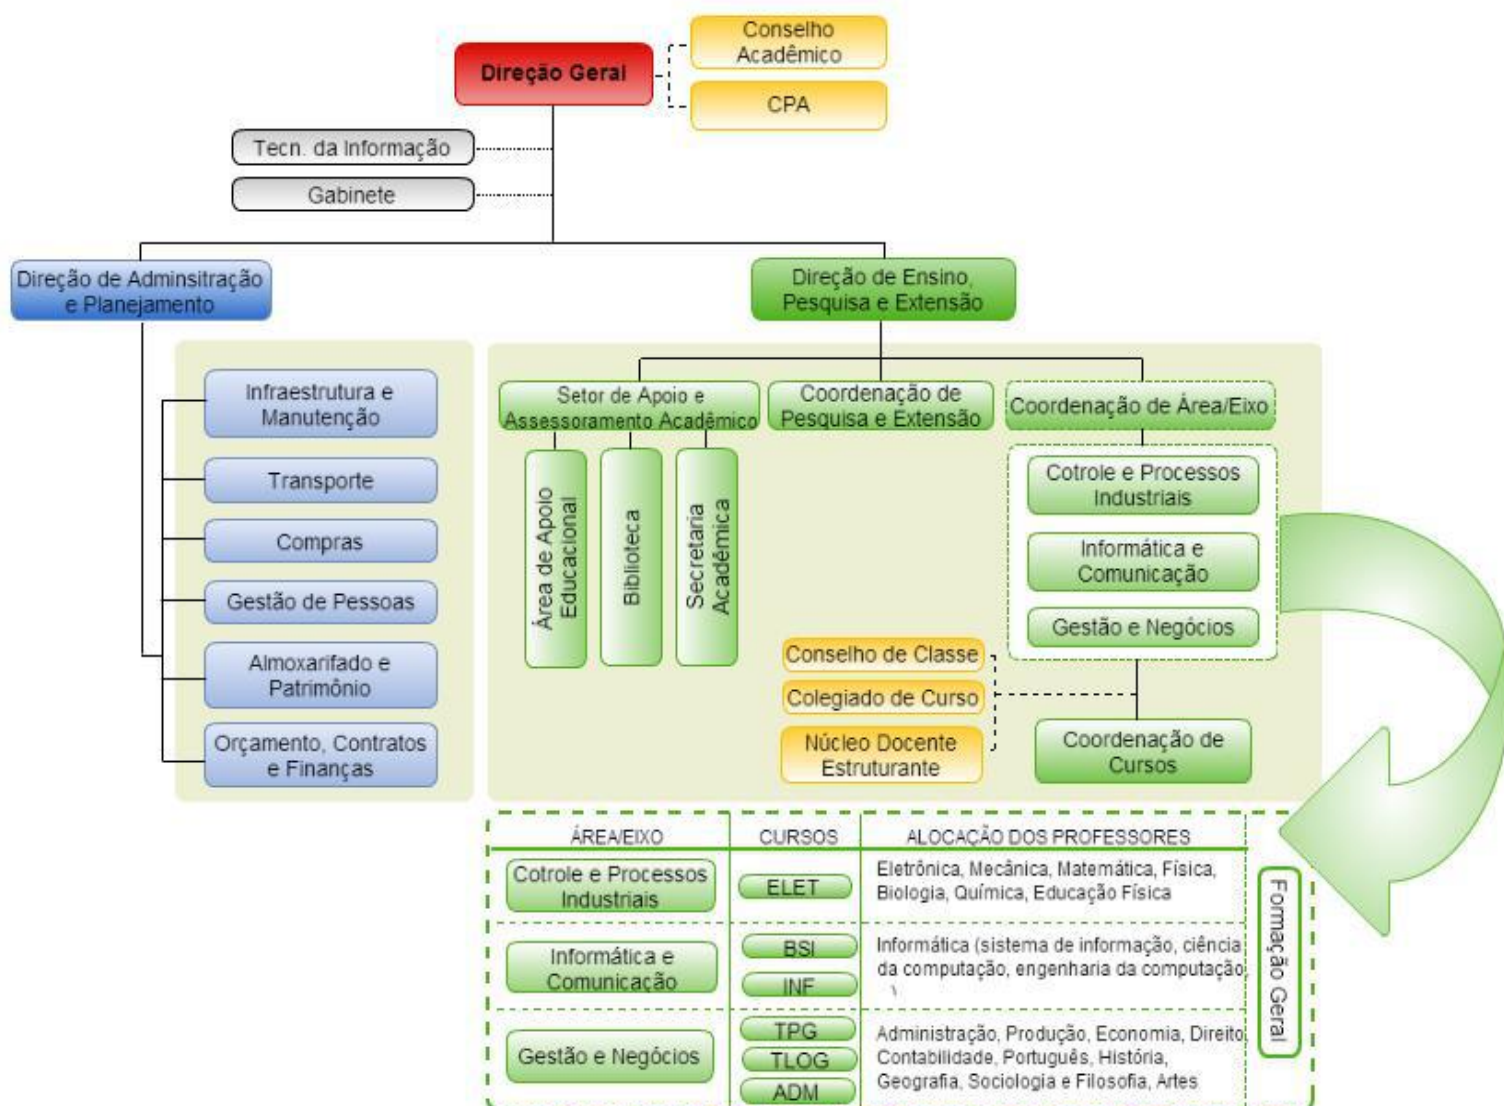 Conselho
Acadêmico
Direção Geral
CPA
Tecn. da Informação
Gabinete
Direção de Adminsitração
e Planejamento
Direção de Ensino,
Pesquisa e Extensão
Infraestrutura e
Manutenção
Transporte
Compras
Gestão de Pessoas
Almoxarifado e
Patrimônio
Orçamento, Contratos
e Finanças
Setor de Apoio e
Assessoramento Acadêmico
Coordenação de
Pesquisa e Extensão
Coordenação de Área/Eixo
Área de Apoio
Educacional
Biblioteca
Secretaria
Acadêmica
Cotrole e Processos
Industriais
Informática e
Comunicação
Gestão e Negócios
Conselho de Classe
Colegiado de Curso
Núcleo Docente
Estruturante
Coordenação de
Cursos
ÁREA/EIXO
CURSOS
ALOCAÇÃO DOS PROFESSORES
Cotrole e Processos
Industriais
ELET
Eletrônica, Mecânica, Matemática, Física,
Biologia, Química, Educação Física
Informática e
Comunicação
BSI
INF
Informática (sistema de informação, ciência
da computação, engenharia da computação,
Gestão e Negócios
TPG
TLOG
ADM
Administração, Produção, Economia, Direito,
Contabilidade, Português, História,
Geografia, Sociologia e Filosofia, Artes
Formação Geral